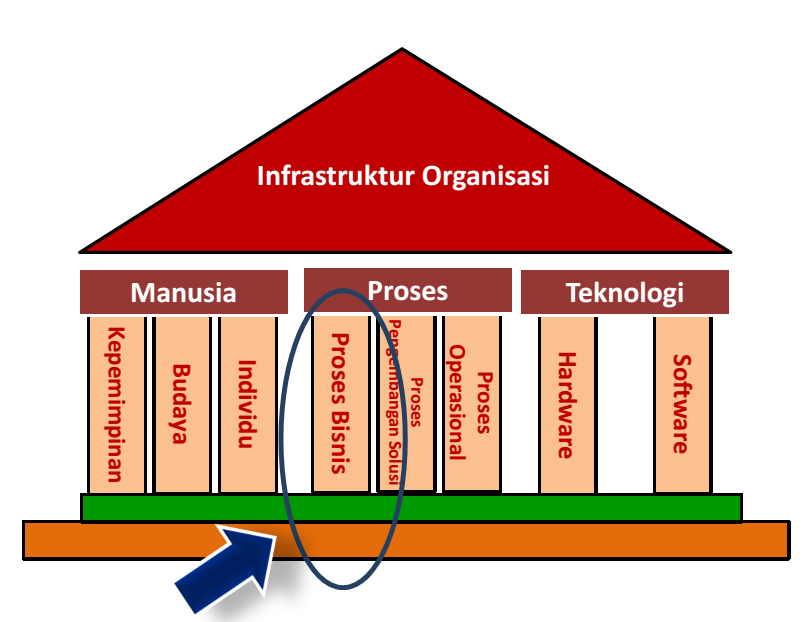 Infrastruktur Organisasi
Manusia
Proses
Teknologi
Kepemimpinan
Budaya
Individu
Proses Bisnis
Proses
Pengembangan Solusi
Proses
Operasional
Hardware
Software